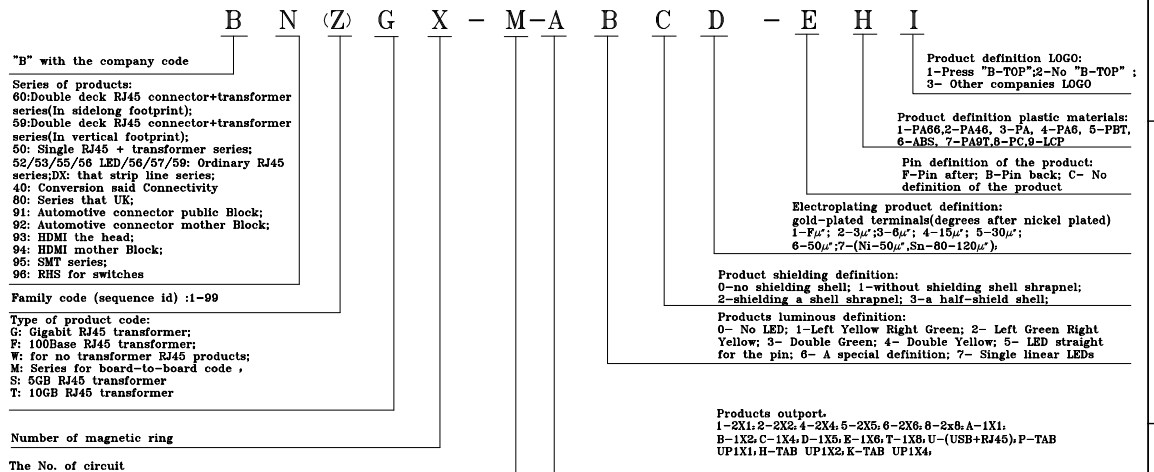 B N (Z) G X - M-A B C D - E H I
"B" with the company code
Series of products:
60:Double deck RJ45 connector+transformer
series(In sidelong footprint);
59:Double deck RJ45 connector+transformer
series(In vertical footprint);
50: Single RJ45 + transformer series;
52/53/55/56 LED/56/57/59: Ordinary RJ45
series;DX: that strip line series;
40: Conversion said Connectivity
80: Series that UK;
91: Automotive connector public Block;
92: Automotive connector mother Block;
93: HDMI the head;
94: HDMI mother Block;
95: SMT series;
96: RHS for switches
Family code (sequence id) :1-99
Type of product code:
G: Gigabit RJ45 transformer;
F: 100Base RJ45 transformer;
W: for no transformer RJ45 products;
M: Series for board-to-board code ,
S: 5GB RJ45 transformer
T: 10GB RJ45 transformer
Number of magnetic ring
The No. of circuit
Product definition LOGO:
1-Press "B-TOP";2-No "B-TOP" ;
3- Other companies LOGO
Product definition plastic materials:
1-PA66,2-PA46, 3-PA, 4-PA6, 5-PBT,
6-ABS, 7-PA9T,8-PC,9-LCP
Pin definition of the product:
F-Pin after; B-Pin back; C- No
definition of the product
Electroplating product definition:
gold-plated terminals(degrees after nickel plated)
1-Fμ"; 2-3μ";3-6μ"; 4-15μ"; 5-30μ";
6-50μ";7-(Ni-50μ",Sn-80-120μ");
Product shielding definition:
0-no shielding shell; 1-without shielding shell shrapnel;
2-shielding a shell shrapnel; 3-a half-shield shell;
Products luminous definition:
0- No LED; 1-Left Yellow Right Green; 2- Left Green Right
Yellow; 3- Double Green; 4- Double Yellow; 5- LED straight
for the pin; 6- A special definition; 7- Single linear LEDs
Products outport.
1-2X1; 2-2X2; 4-2X4; 5-2X5; 6-2X6; 8-2x8; A-1X1;
B-1X2; C-1X4; D-1X5; E-1X6; T-1X8; U-(USB+RJ45); P-TAB
UP1X1; H-TAB UP1X2; K-TAB UP1X4;